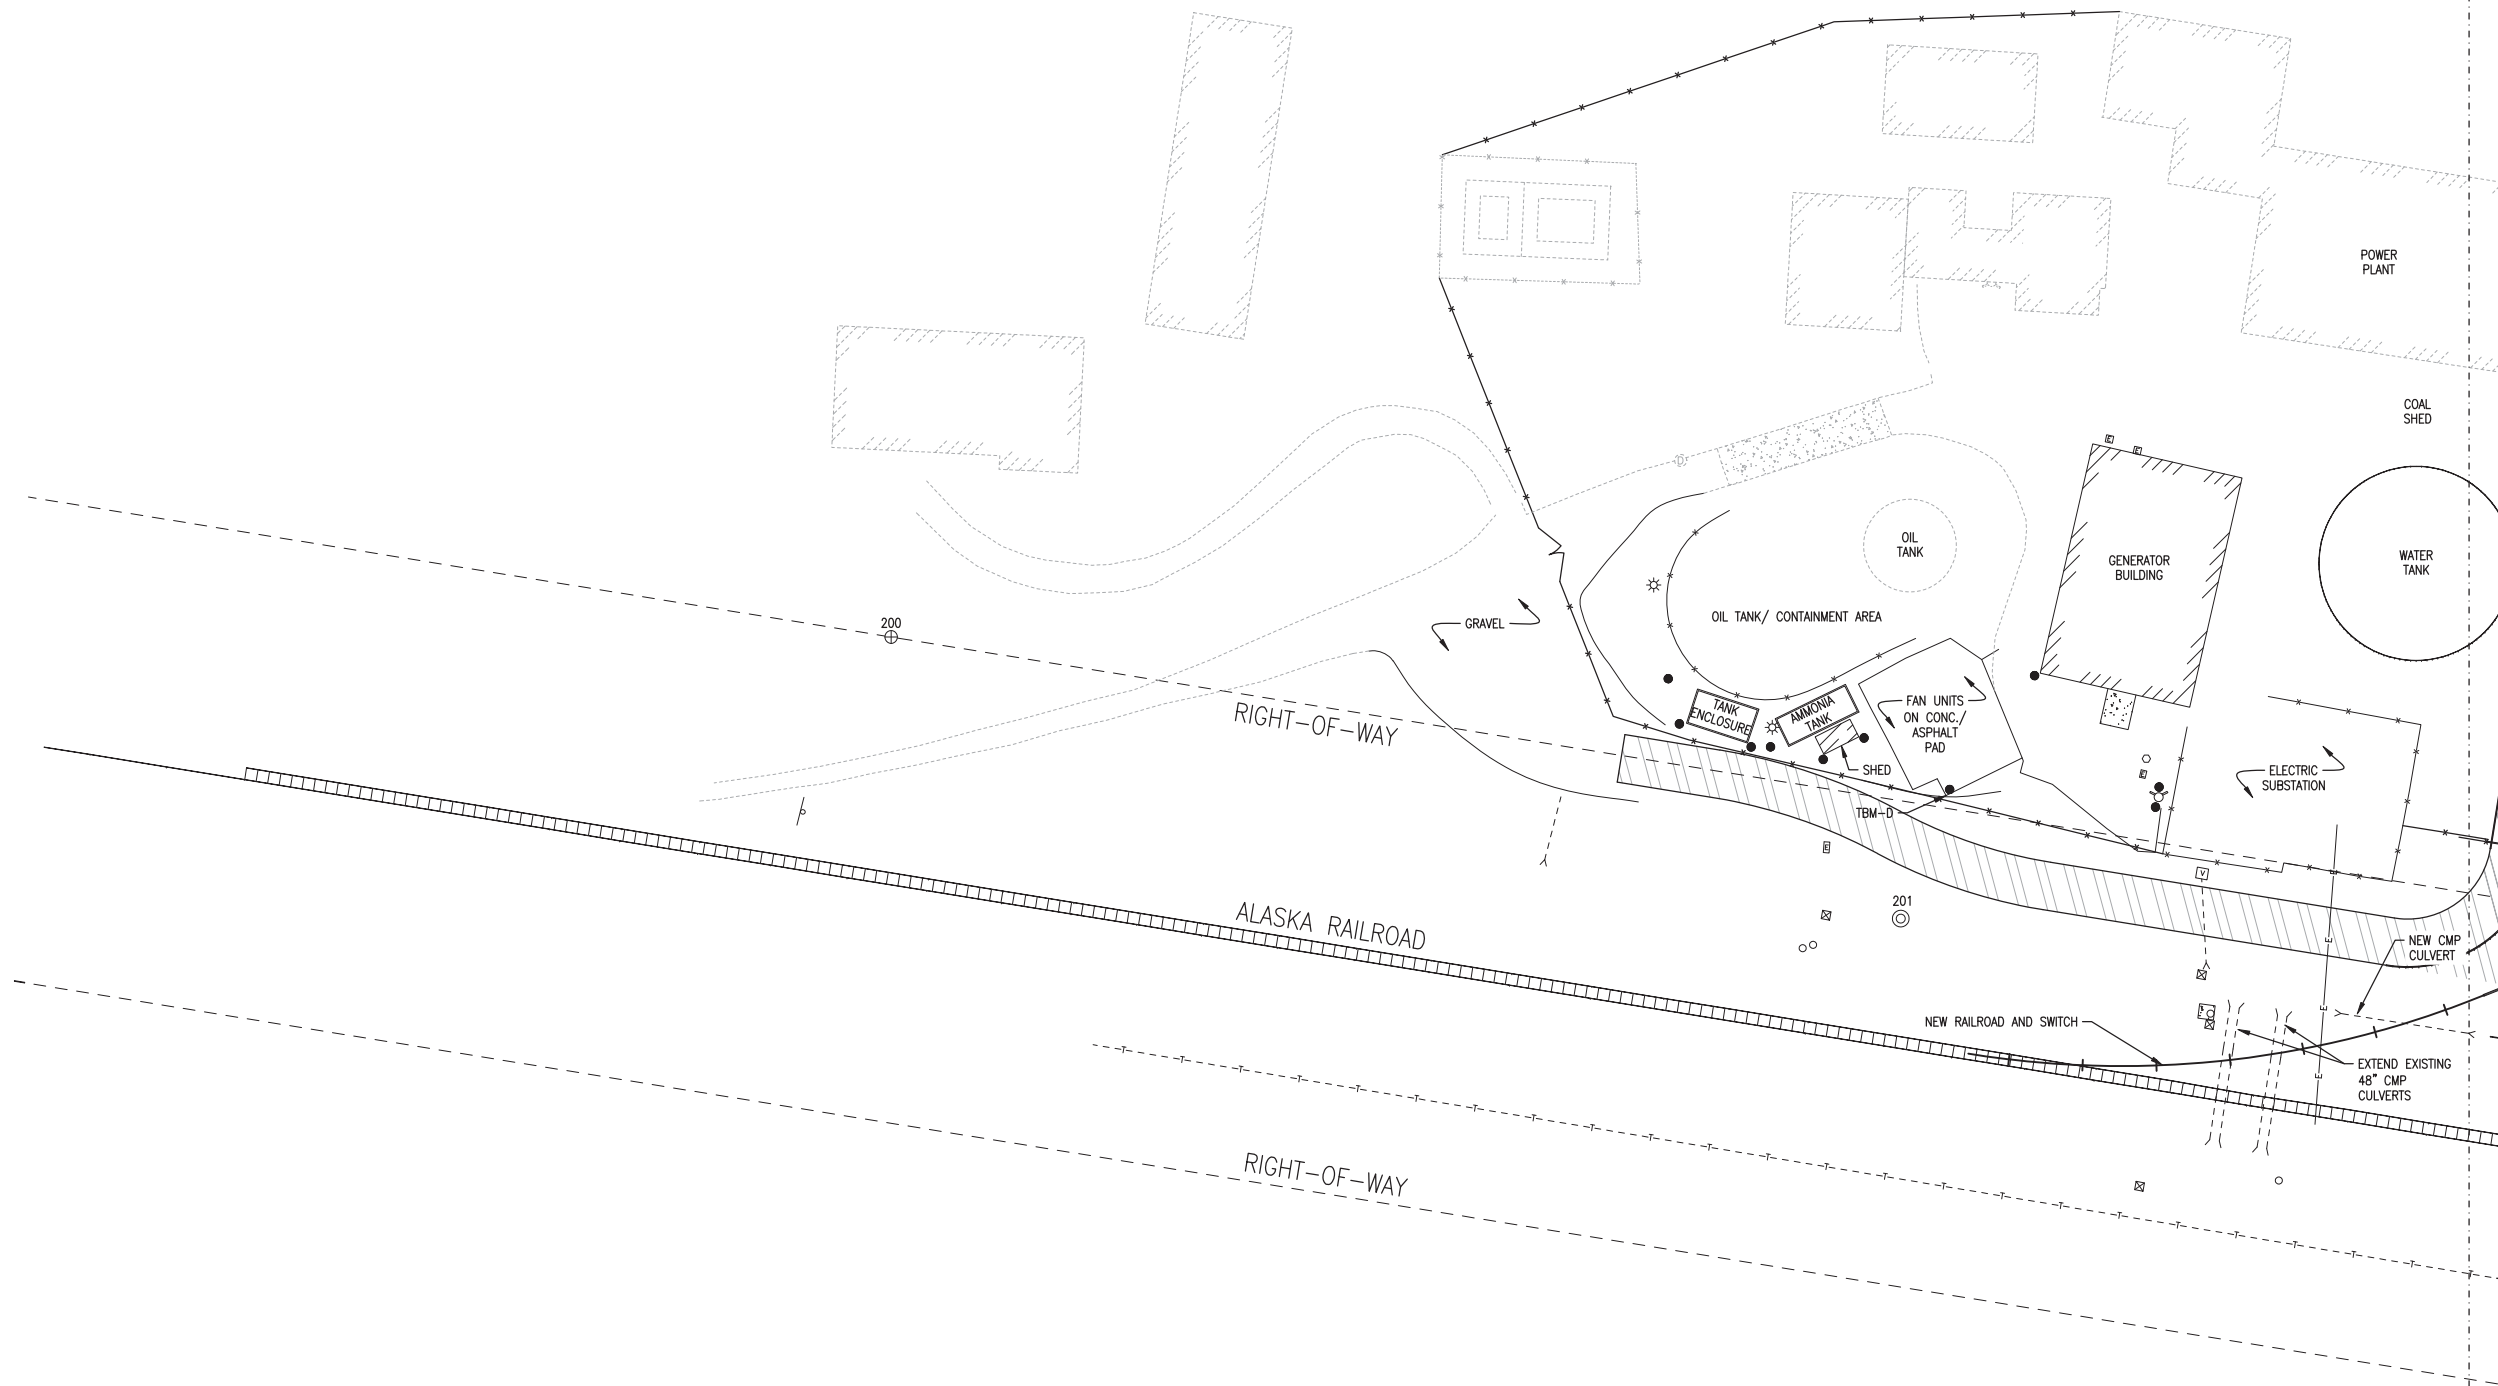 POWER
PLANT
COAL
SHED
D
E
E
OIL
TANK
GENERATOR
BUILDING
WATER
TANK
OIL TANK/ CONTAINMENT AREA
GRAVEL
200
RIGHT-OF-WAY
TANK
ENCLOSURE
AMMONIA
TANK
FAN UNITS
ON CONC./
ASPHALT
PAD
SHED
E
ELECTRIC
SUBSTATION
TBM-D
E
V
201
ALASKA RAILROAD
NEW CMP
CULVERT
NEW RAILROAD AND SWITCH
EXTEND EXISTING
48" CMP
CULVERTS
RIGHT-OF-WAY